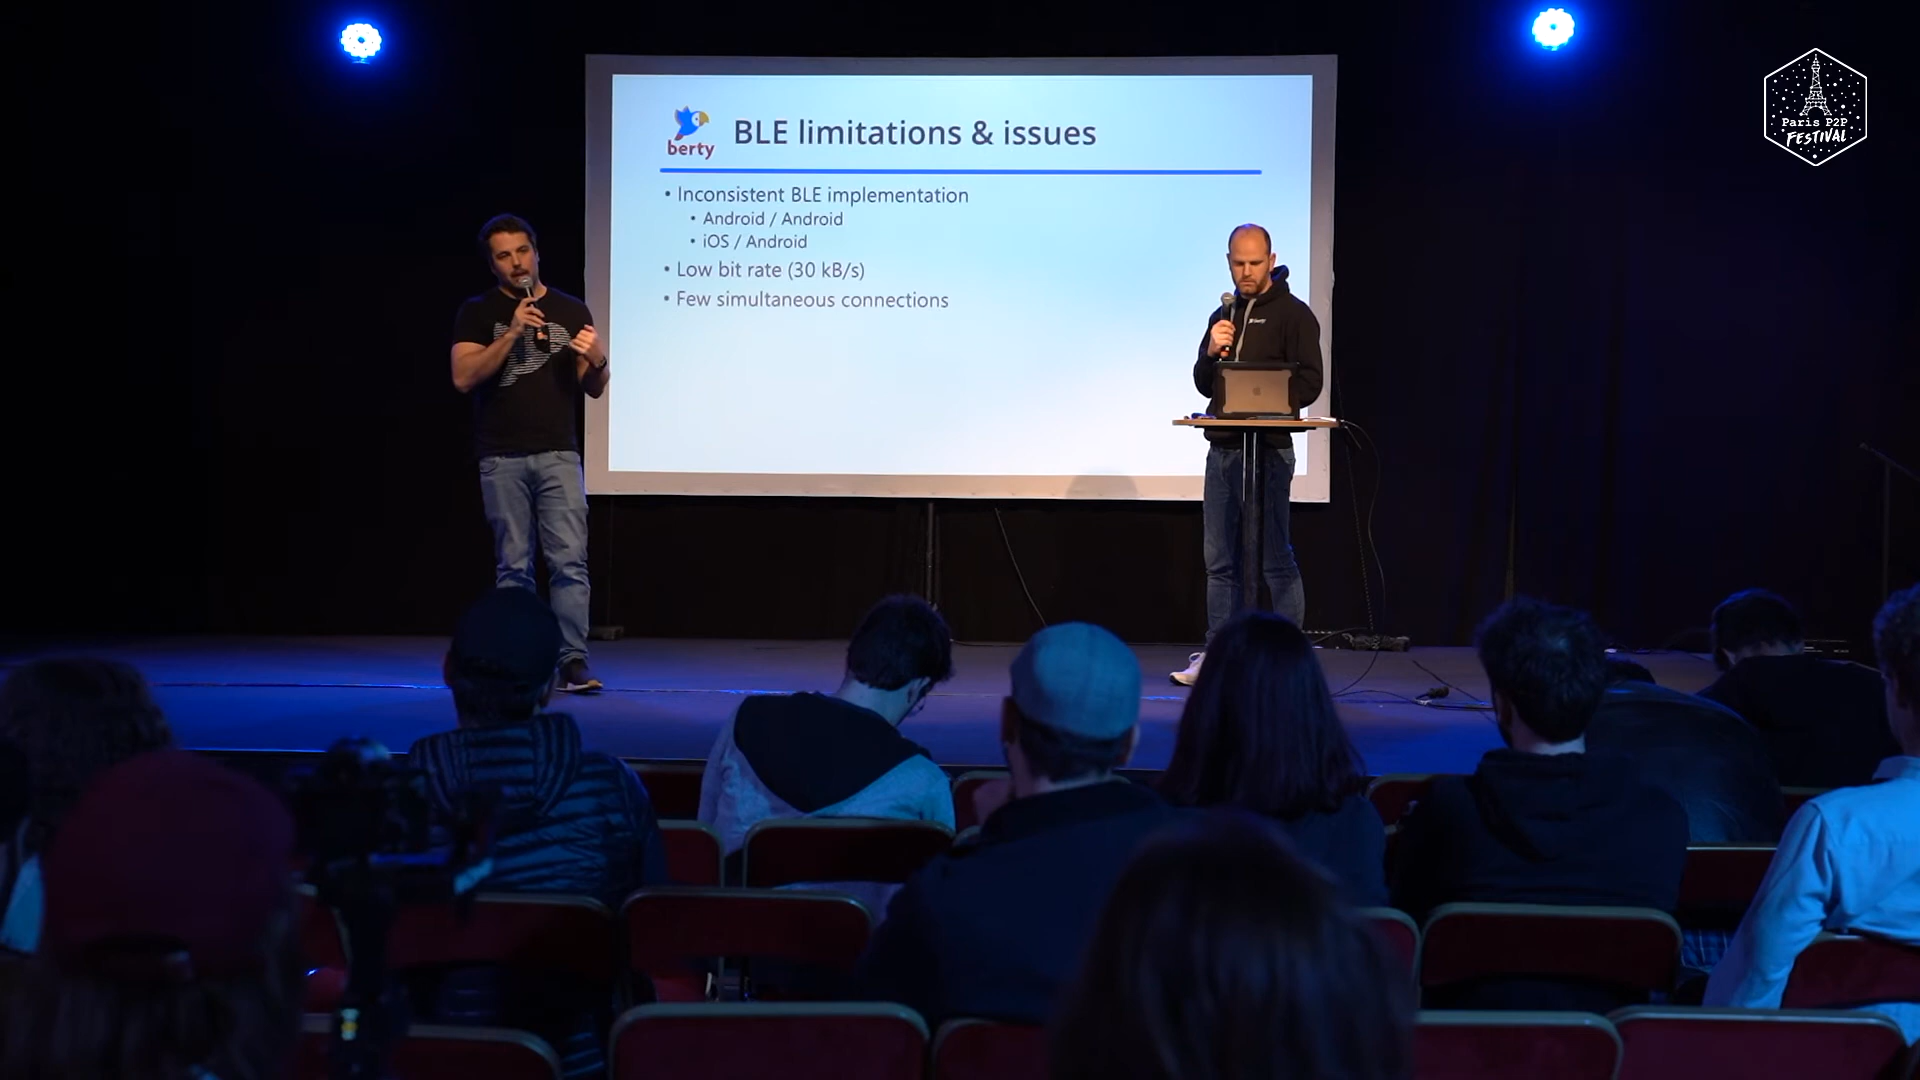 berty
BLE limitations & issues
• Inconsistent BLE implementation
• Android / Android
• iOS / Android
• Low bit rate (30 kB/s)
• Few simultaneous connections
Paris P2P
FESTIVAL